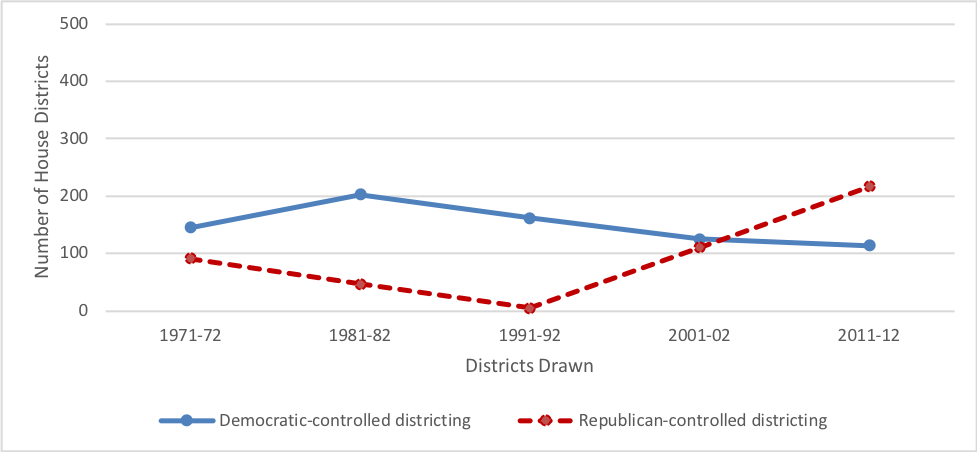 500
400
300
200
100
0
Number of House Districts
1971-72 1981-82 1991-92 2001-02 2011-12
Districts Drawn
Democratic-controlled districting Republican-controlled districting